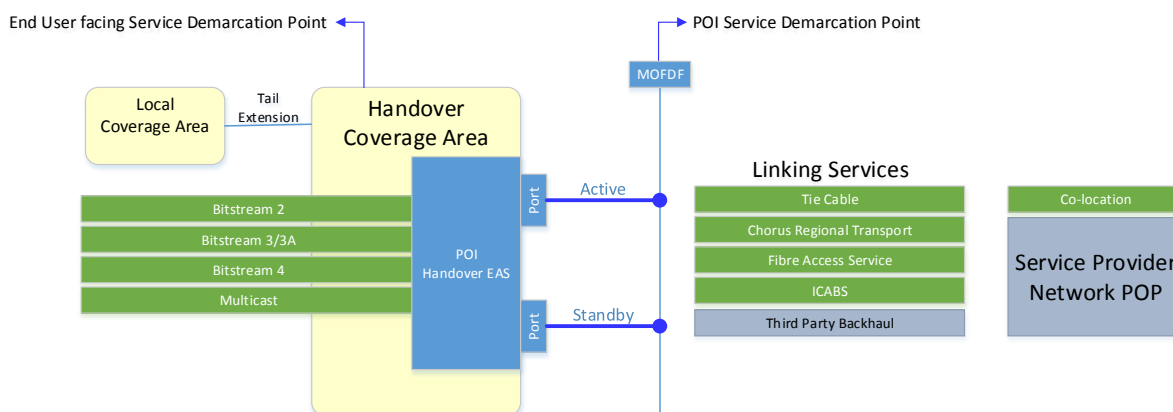 End User facing Service Demarcation Point
POI Service Demarcation Point
MOFDF
Local
Coverage Area
Tail
Extension
Handover
Coverage Area
Bitstream 2
Bitstream 3/3A
Bitstream 4
Multicast
POI
Handover EAS
Port
Active
Port
Standby
Linking Services
Tie Cable
Chorus Regional Transport
Fibre Access Service
ICABS
Third Party Backhaul
Co-location
Service Provider
Network POP